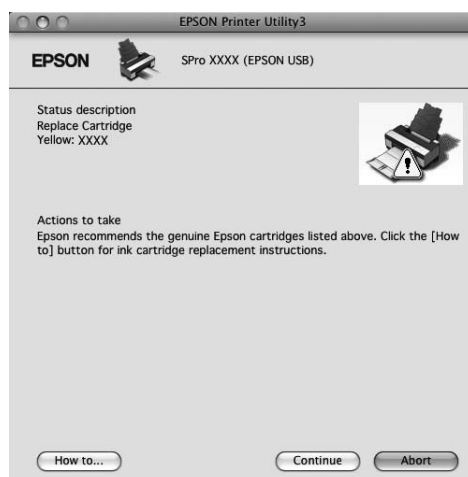 EPSON Printer Utility3
EPSON
SPro XXXX (EPSON USB)
Status description
Replace Cartridge
Yellow: XXXX
Actions to take
Epson recommends the genuine Epson cartridges listed above. Click the [How
to] button for ink cartridge replacement instructions.
How to...
Continue
Abort